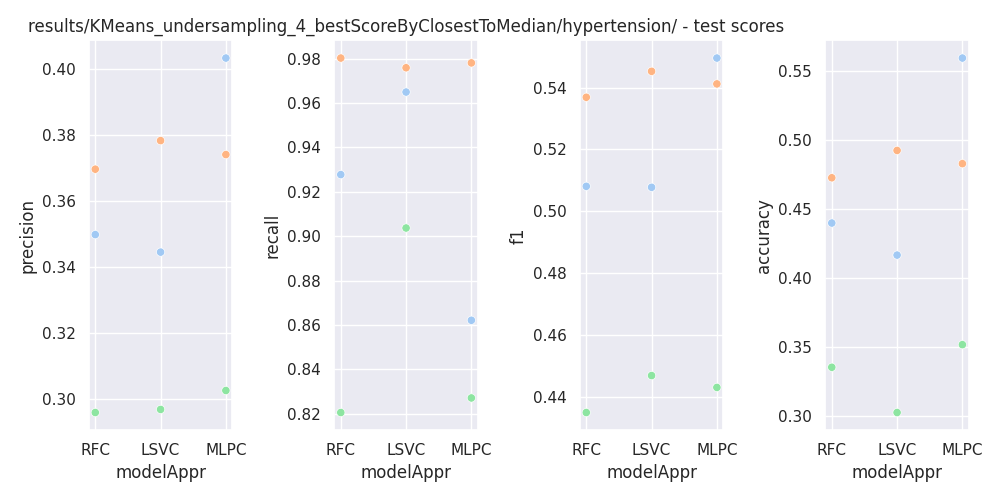 results/KMeans_undersampling_4_bestScoreByClosestToMedian/hypertension/ - test scores
precision
0.40
0.38
0.36
0.34
0.32
0.30
RFC LSVC MLPC
modelAppr
recall
0.98
0.96
0.94
0.92
0.90
0.88
0.86
0.84
0.82
RFC LSVC MLPC
modelAppr
f1
0.54
0.52
0.50
0.48
0.46
0.44
RFC LSVC MLPC
modelAppr
accuracy
0.55
0.50
0.45
0.40
0.35
0.30
RFC LSVC MLPC
modelAppr